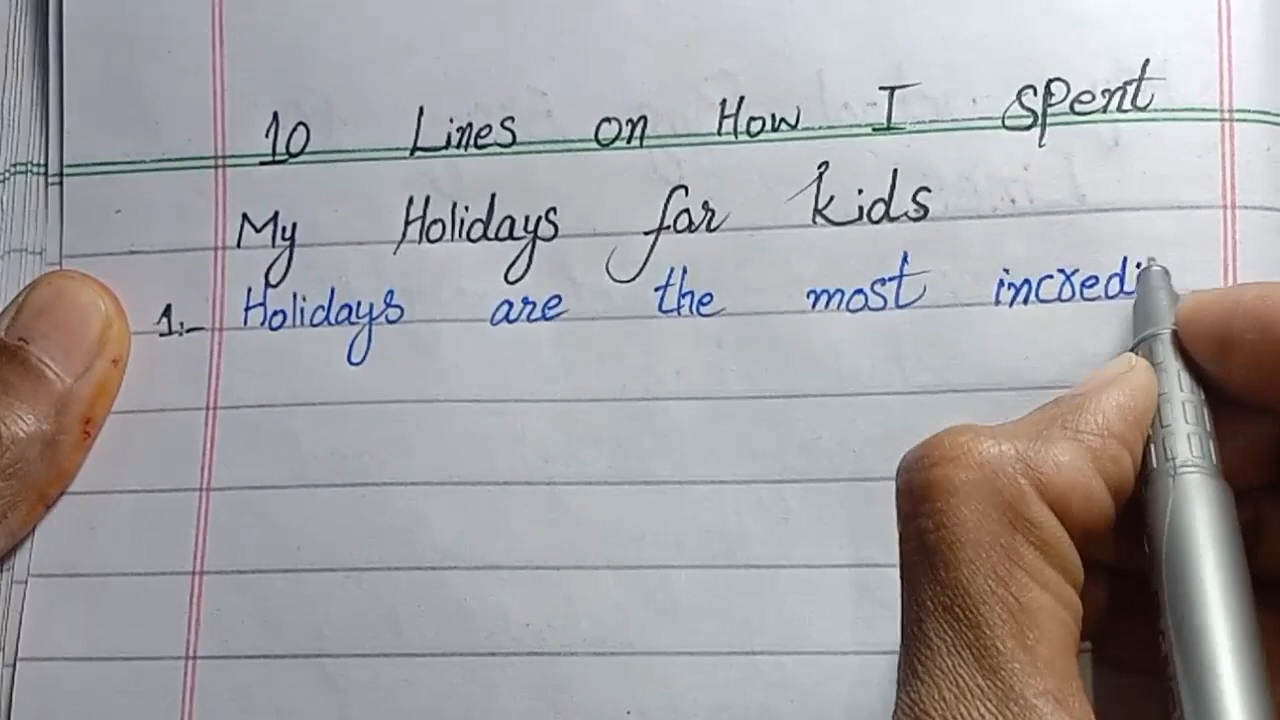 10 Lines on How I spent
My Holidays for kids
1:- Holidays are the most incredi